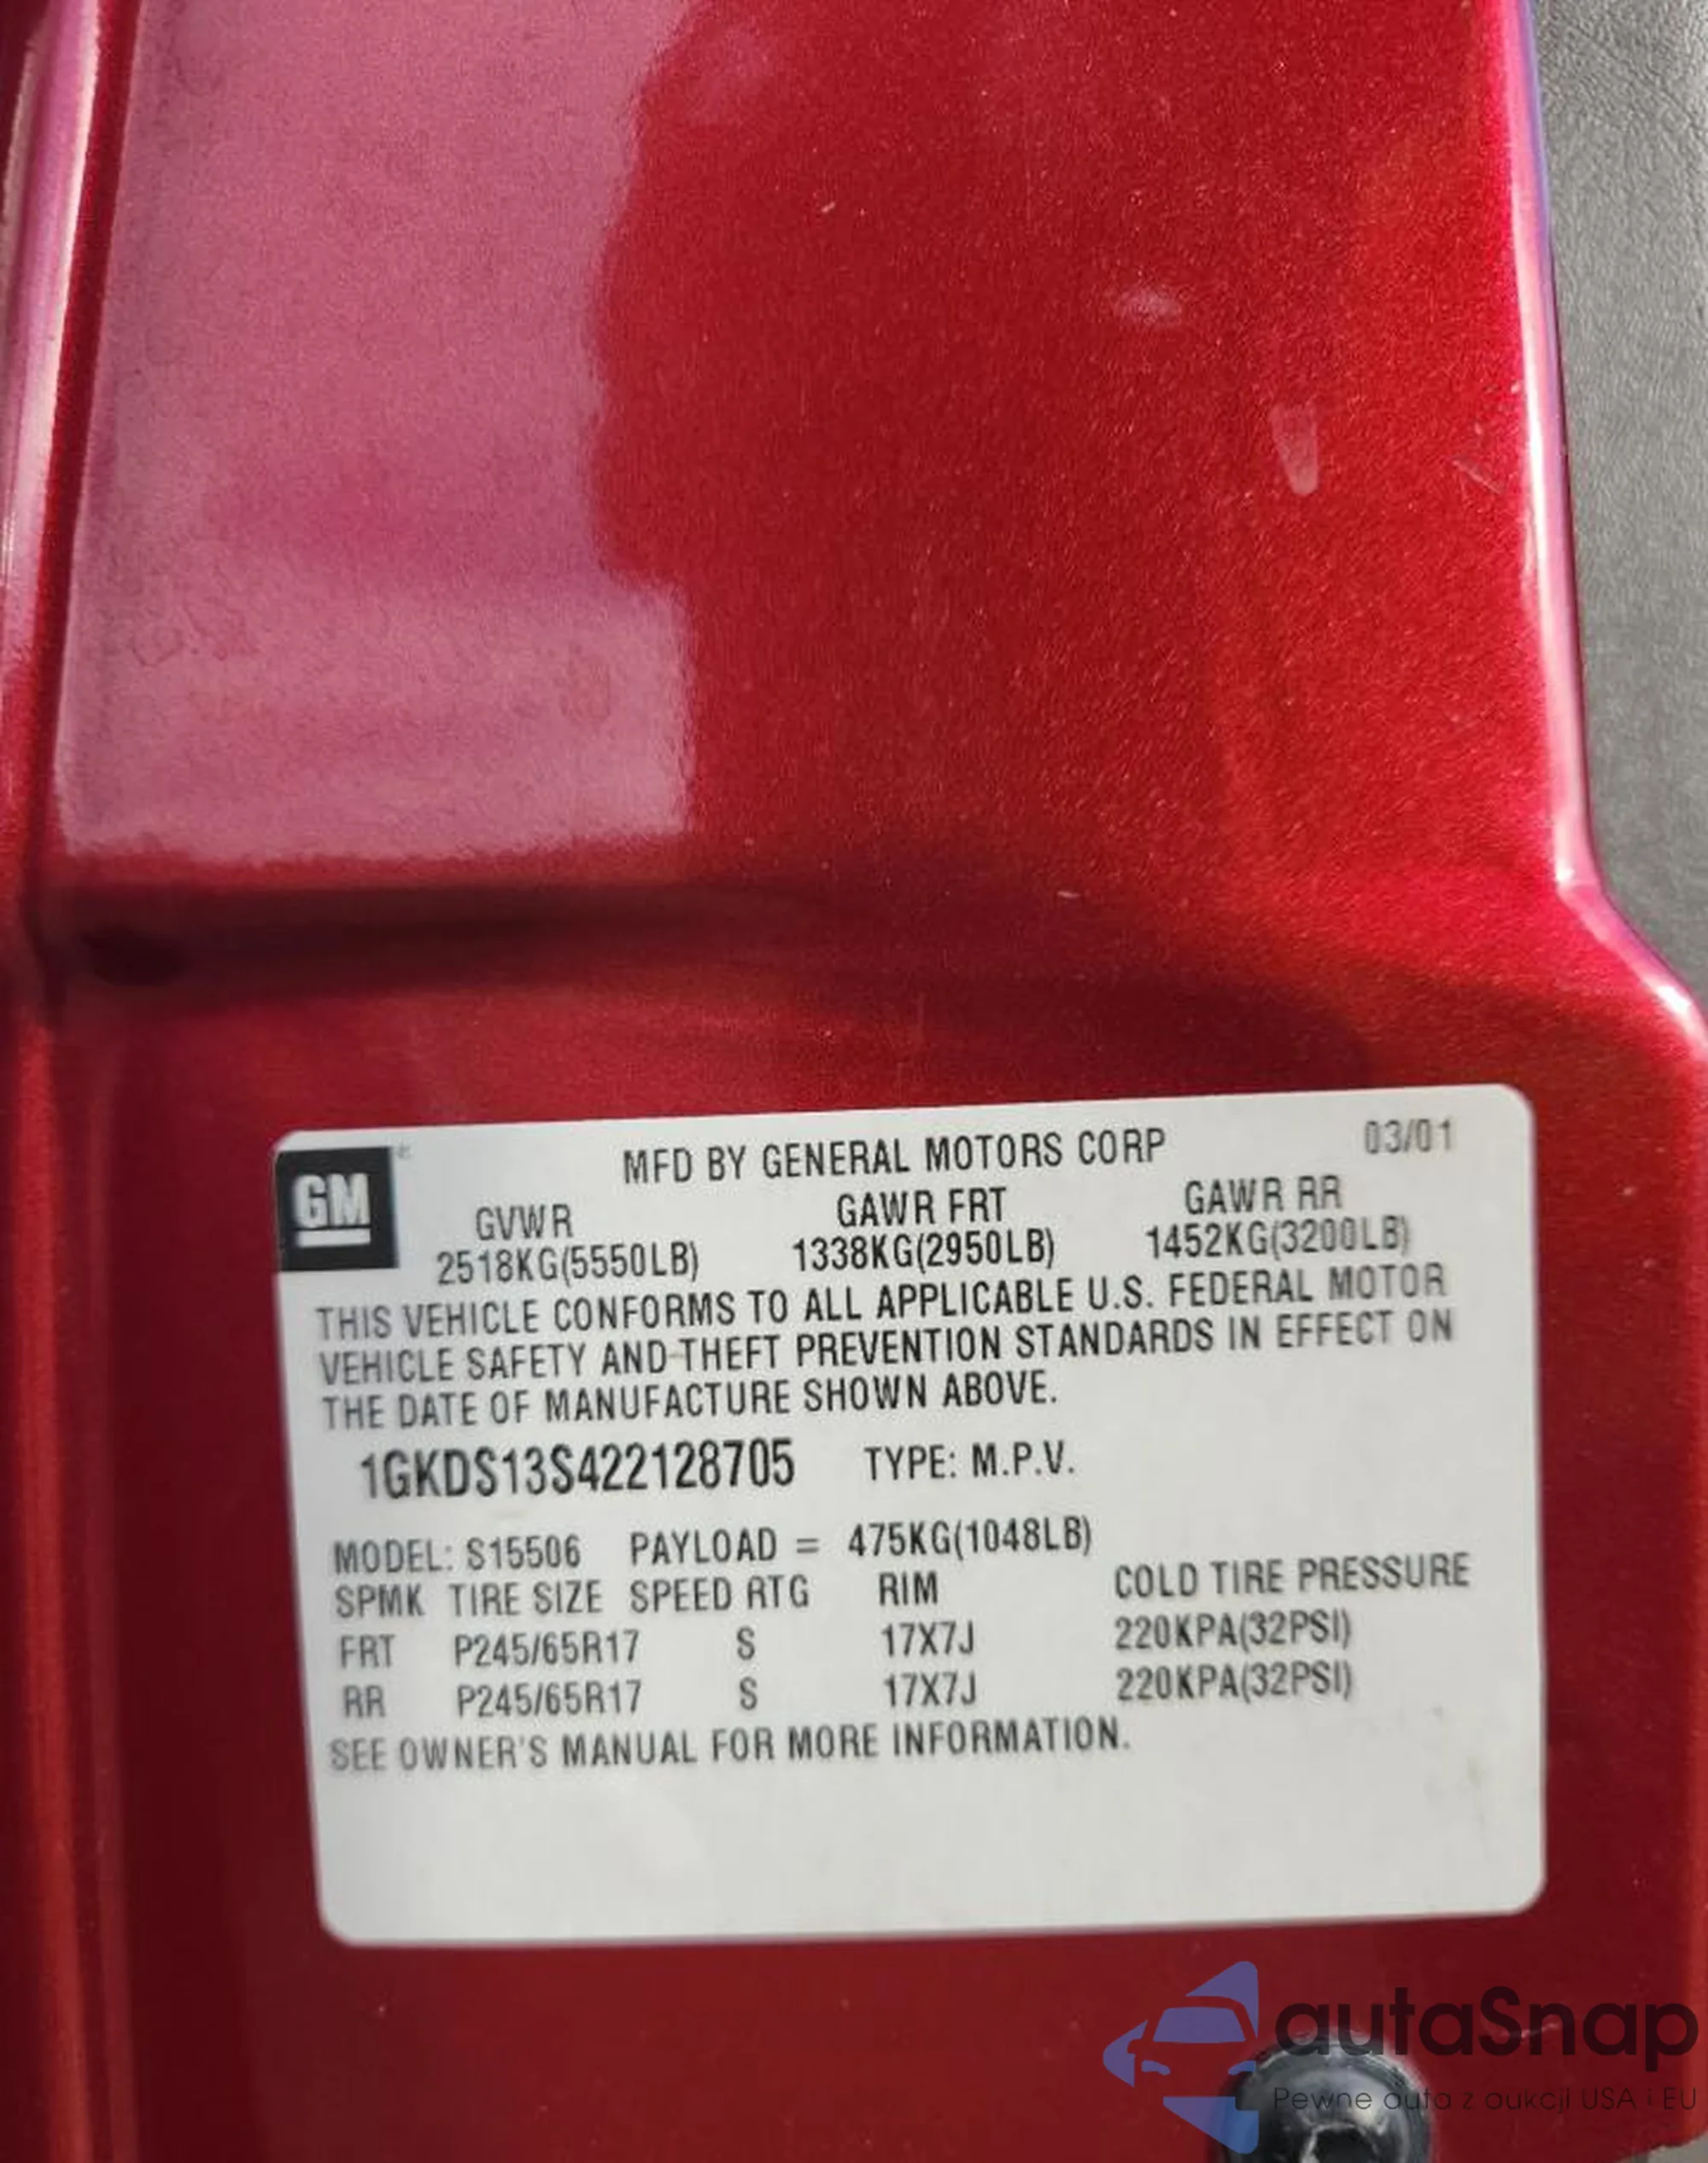 MFD BY GENERAL MOTORS CORP 03/01
GM
GVWR GAWR FRT GAWR RR
2518KG(5550LB) 1338KG(2950LB) 1452KG(3200LB)
THIS VEHICLE CONFORMS TO ALL APPLICABLE U.S. FEDERAL MOTOR
VEHICLE SAFETY AND THEFT PREVENTION STANDARDS IN EFFECT ON
THE DATE OF MANUFACTURE SHOWN ABOVE.
1GKDS13S422128705 TYPE: M.P.V.
MODEL: S15506 PAYLOAD = 475KG(1048LB)
SPMK TIRE SIZE SPEED RTG RIM COLD TIRE PRESSURE
FRT P245/65R17 S 17X7J 220KPA(32PSI)
RR P245/65R17 S 17X7J 220KPA(32PSI)
SEE OWNER'S MANUAL FOR MORE INFORMATION.
autaSnap
Pewne auta z aukcji USA i EU